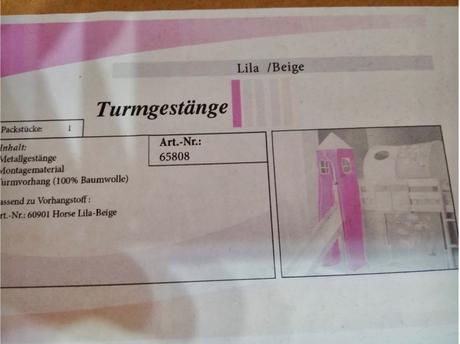 Lila /Beige
Turmgestänge
Packstücke: 1
Inhalt:
Metallgestänge
Montagematerial
Turmvorhang (100% Baumwolle)
Art.-Nr.:
65808
assend zu Vorhangstoff :
rt.-Nr.: 60901 Horse Lila-Beige